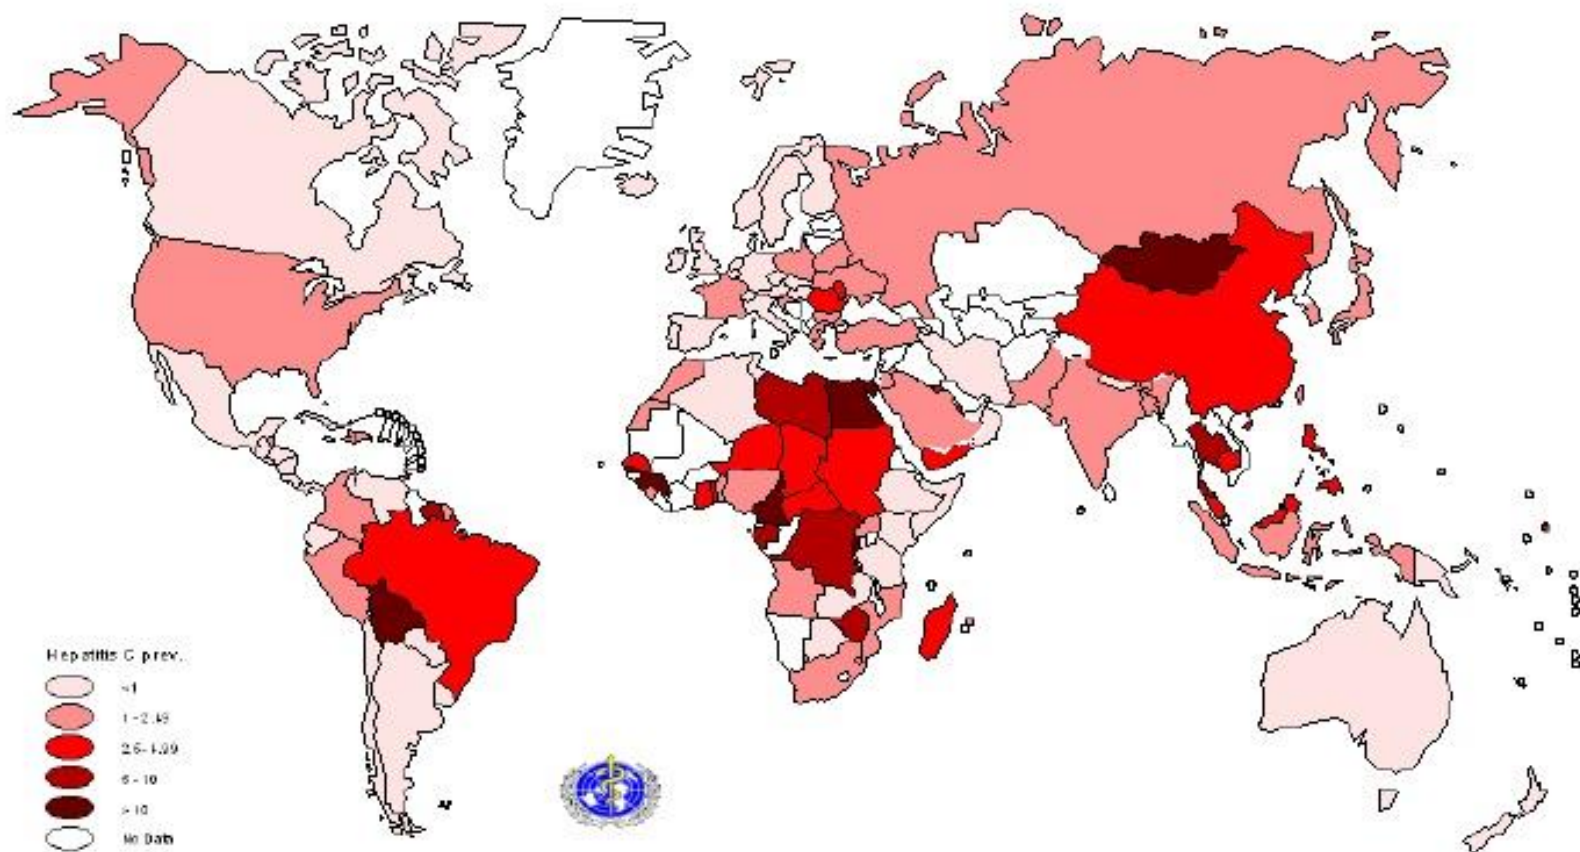 Hepatitis C prev..
<1
1 - 2.49
2.5 - 4.99
5 - 10
> 10
No Data